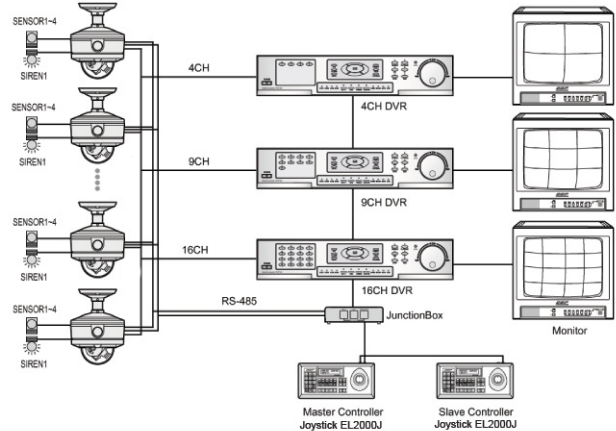 SENSOR1~4
SIREN1
4CH
4CH DVR
SENSOR1~4
SIREN1
9CH
9CH DVR
SENSOR1~4
SIREN1
16CH
16CH DVR
SENSOR1~4
SIREN1
RS-485
JunctionBox
Monitor
Master Controller
Joystick EL2000J
Slave Controller
Joystick EL2000J